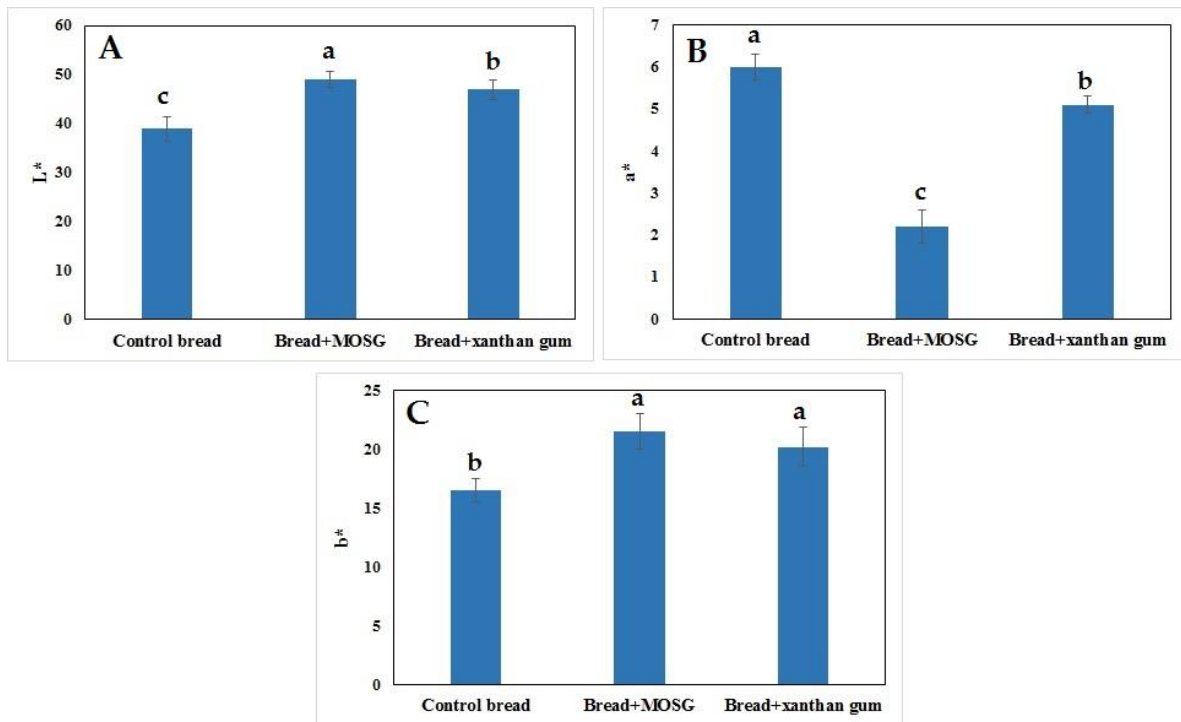 A
60
50
40
30
20
10
0
L*
c
a
b
Control bread
Bread+MOSG
Bread+xanthan gum
B
7
6
5
4
3
2
1
0
a*
a
c
b
Control bread
Bread+MOSG
Bread+xanthan gum
C
25
20
15
10
5
0
b*
b
a
a
Control bread
Bread+MOSG
Bread+xanthan gum